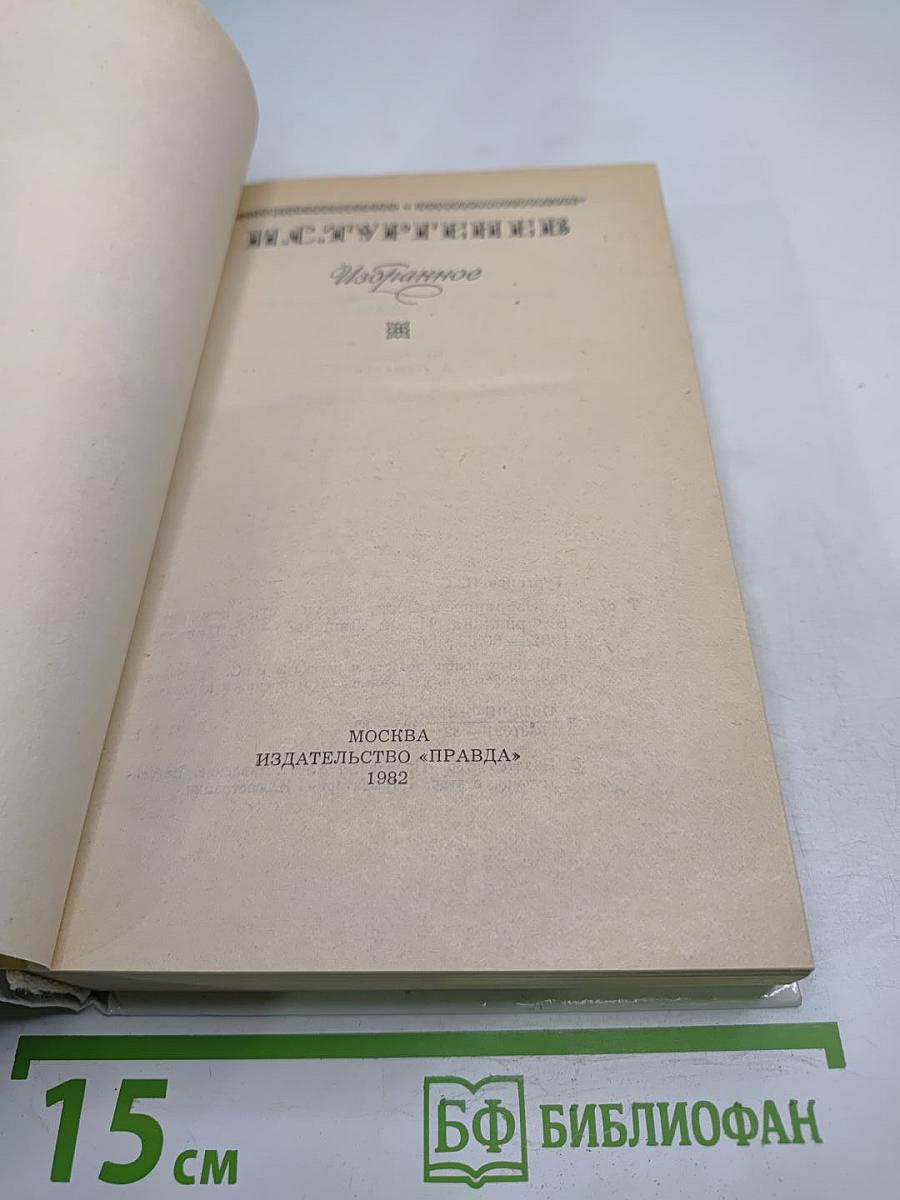 И.С.ТУРГЕНЕВ
Избранное
МОСКВА
ИЗДАТЕЛЬСТВО «ПРАВДА»
1982
15 см
БФ БИБЛИОФАН